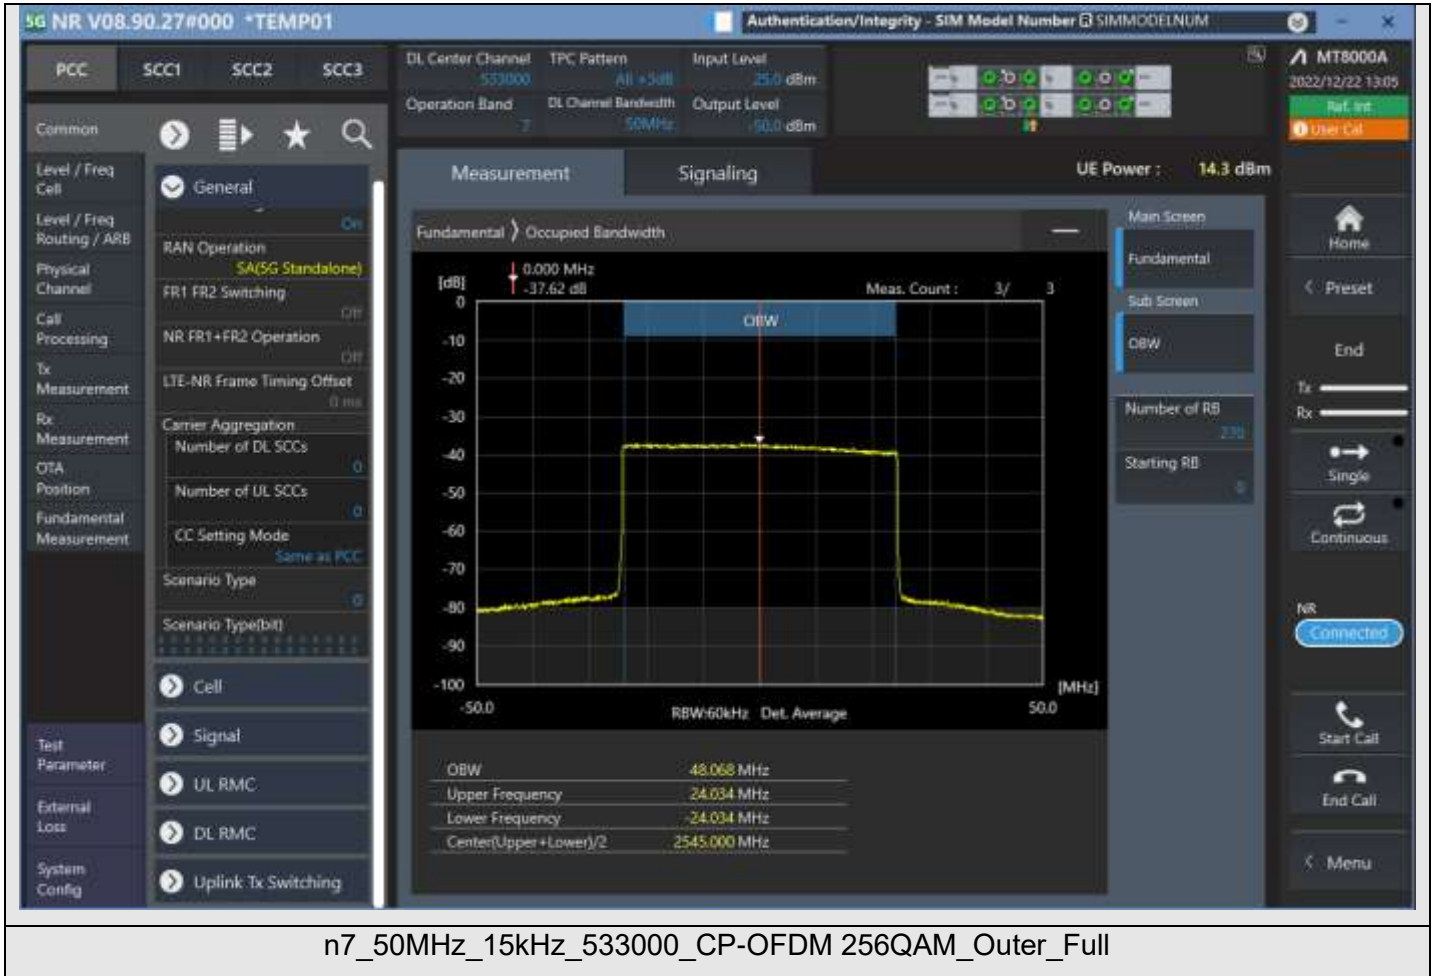 5G NR V08.90.27#000 *TEMP01
Authentication/Integrity - SIM Model Number SIMMODELNUM
PCC SCC1 SCC2 SCC3
DL Center Channel
533000
TPC Pattern
All +3dB
Input Level
25.0 dBm
Operation Band
7
DL Channel Bandwidth
50MHz
Output Level
-50.0 dBm
MT8000A
2022/12/22 13:05
Ref. Int
User Cal
Common
Level / Freq
Cell
Level / Freq
Routing / ARB
Physical
Channel
Call
Processing
Tx
Measurement
Rx
Measurement
OTA
Position
Fundamental
Measurement
Test
Parameter
External
Loss
System
Config
General
On
RAN Operation
SA(5G Standalone)
FR1 FR2 Switching
Off
NR FR1+FR2 Operation
Off
LTE-NR Frame Timing Offset
0 ms
Carrier Aggregation
Number of DL SCCs
0
Number of UL SCCs
0
CC Setting Mode
Same as PCC
Scenario Type
0
Scenario Type(bit)
Cell
Signal
UL RMC
DL RMC
Uplink Tx Switching
Measurement
Signaling
UE Power : 14.3 dBm
Fundamental Occupied Bandwidth
0.000 MHz
-37.62 dB
Meas. Count : 3/ 3
[dB]
OBW
0
-10
-20
-30
-40
-50
-60
-70
-80
-90
-100
[MHz]
-50.0
RBW:60kHz Det. Average
50.0
OBW 48.068 MHz
Upper Frequency 24.034 MHz
Lower Frequency -24.034 MHz
Center(Upper+Lower)/2 2545.000 MHz
Main Screen
Fundamental
Sub Screen
OBW
Number of RB
Starting RB
0
Home
< Preset
End
Tx
Rx
Single
Continuous
NR
Connected
Start Call
End Call
< Menu
n7_50MHz_15kHz_533000_CP-OFDM 256QAM_Outer_Full